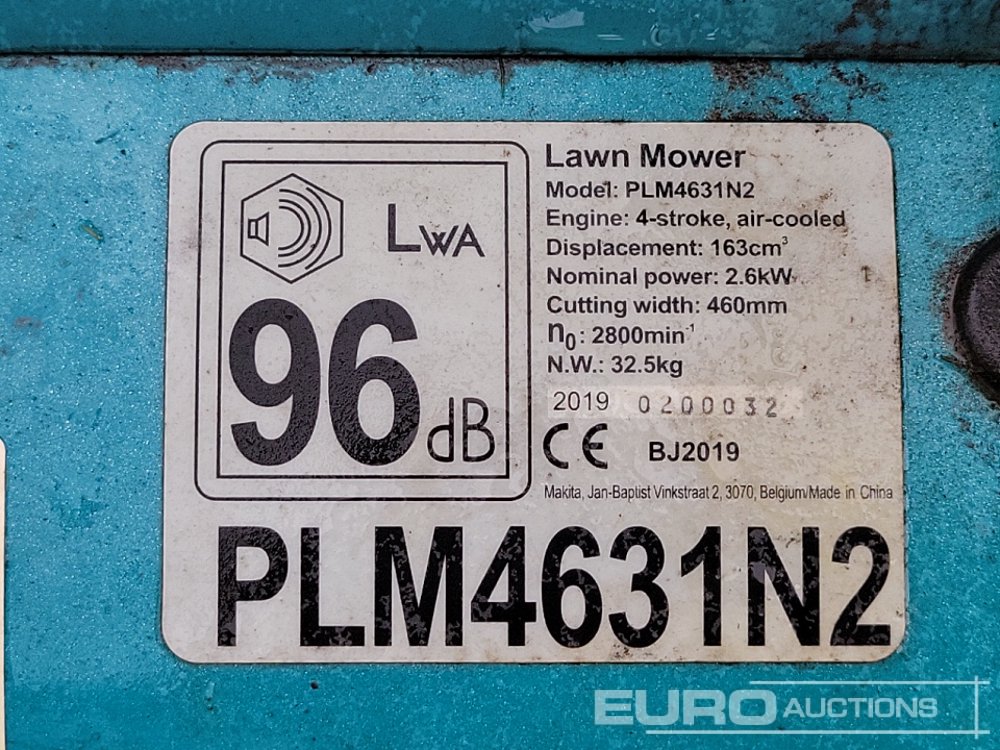 LWA
96 dB
Lawn Mower
Model: PLM4631N2
Engine: 4-stroke, air-cooled
Displacement: 163cm³
Nominal power: 2.6kW
Cutting width: 460mm
n₀: 2800min⁻¹
N.W.: 32.5kg
2019 0200032
CE BJ2019
Makita, Jan-Baptist Vinkstraat 2, 3070, Belgium/Made in China
PLM4631N2
EURO AUCTIONS